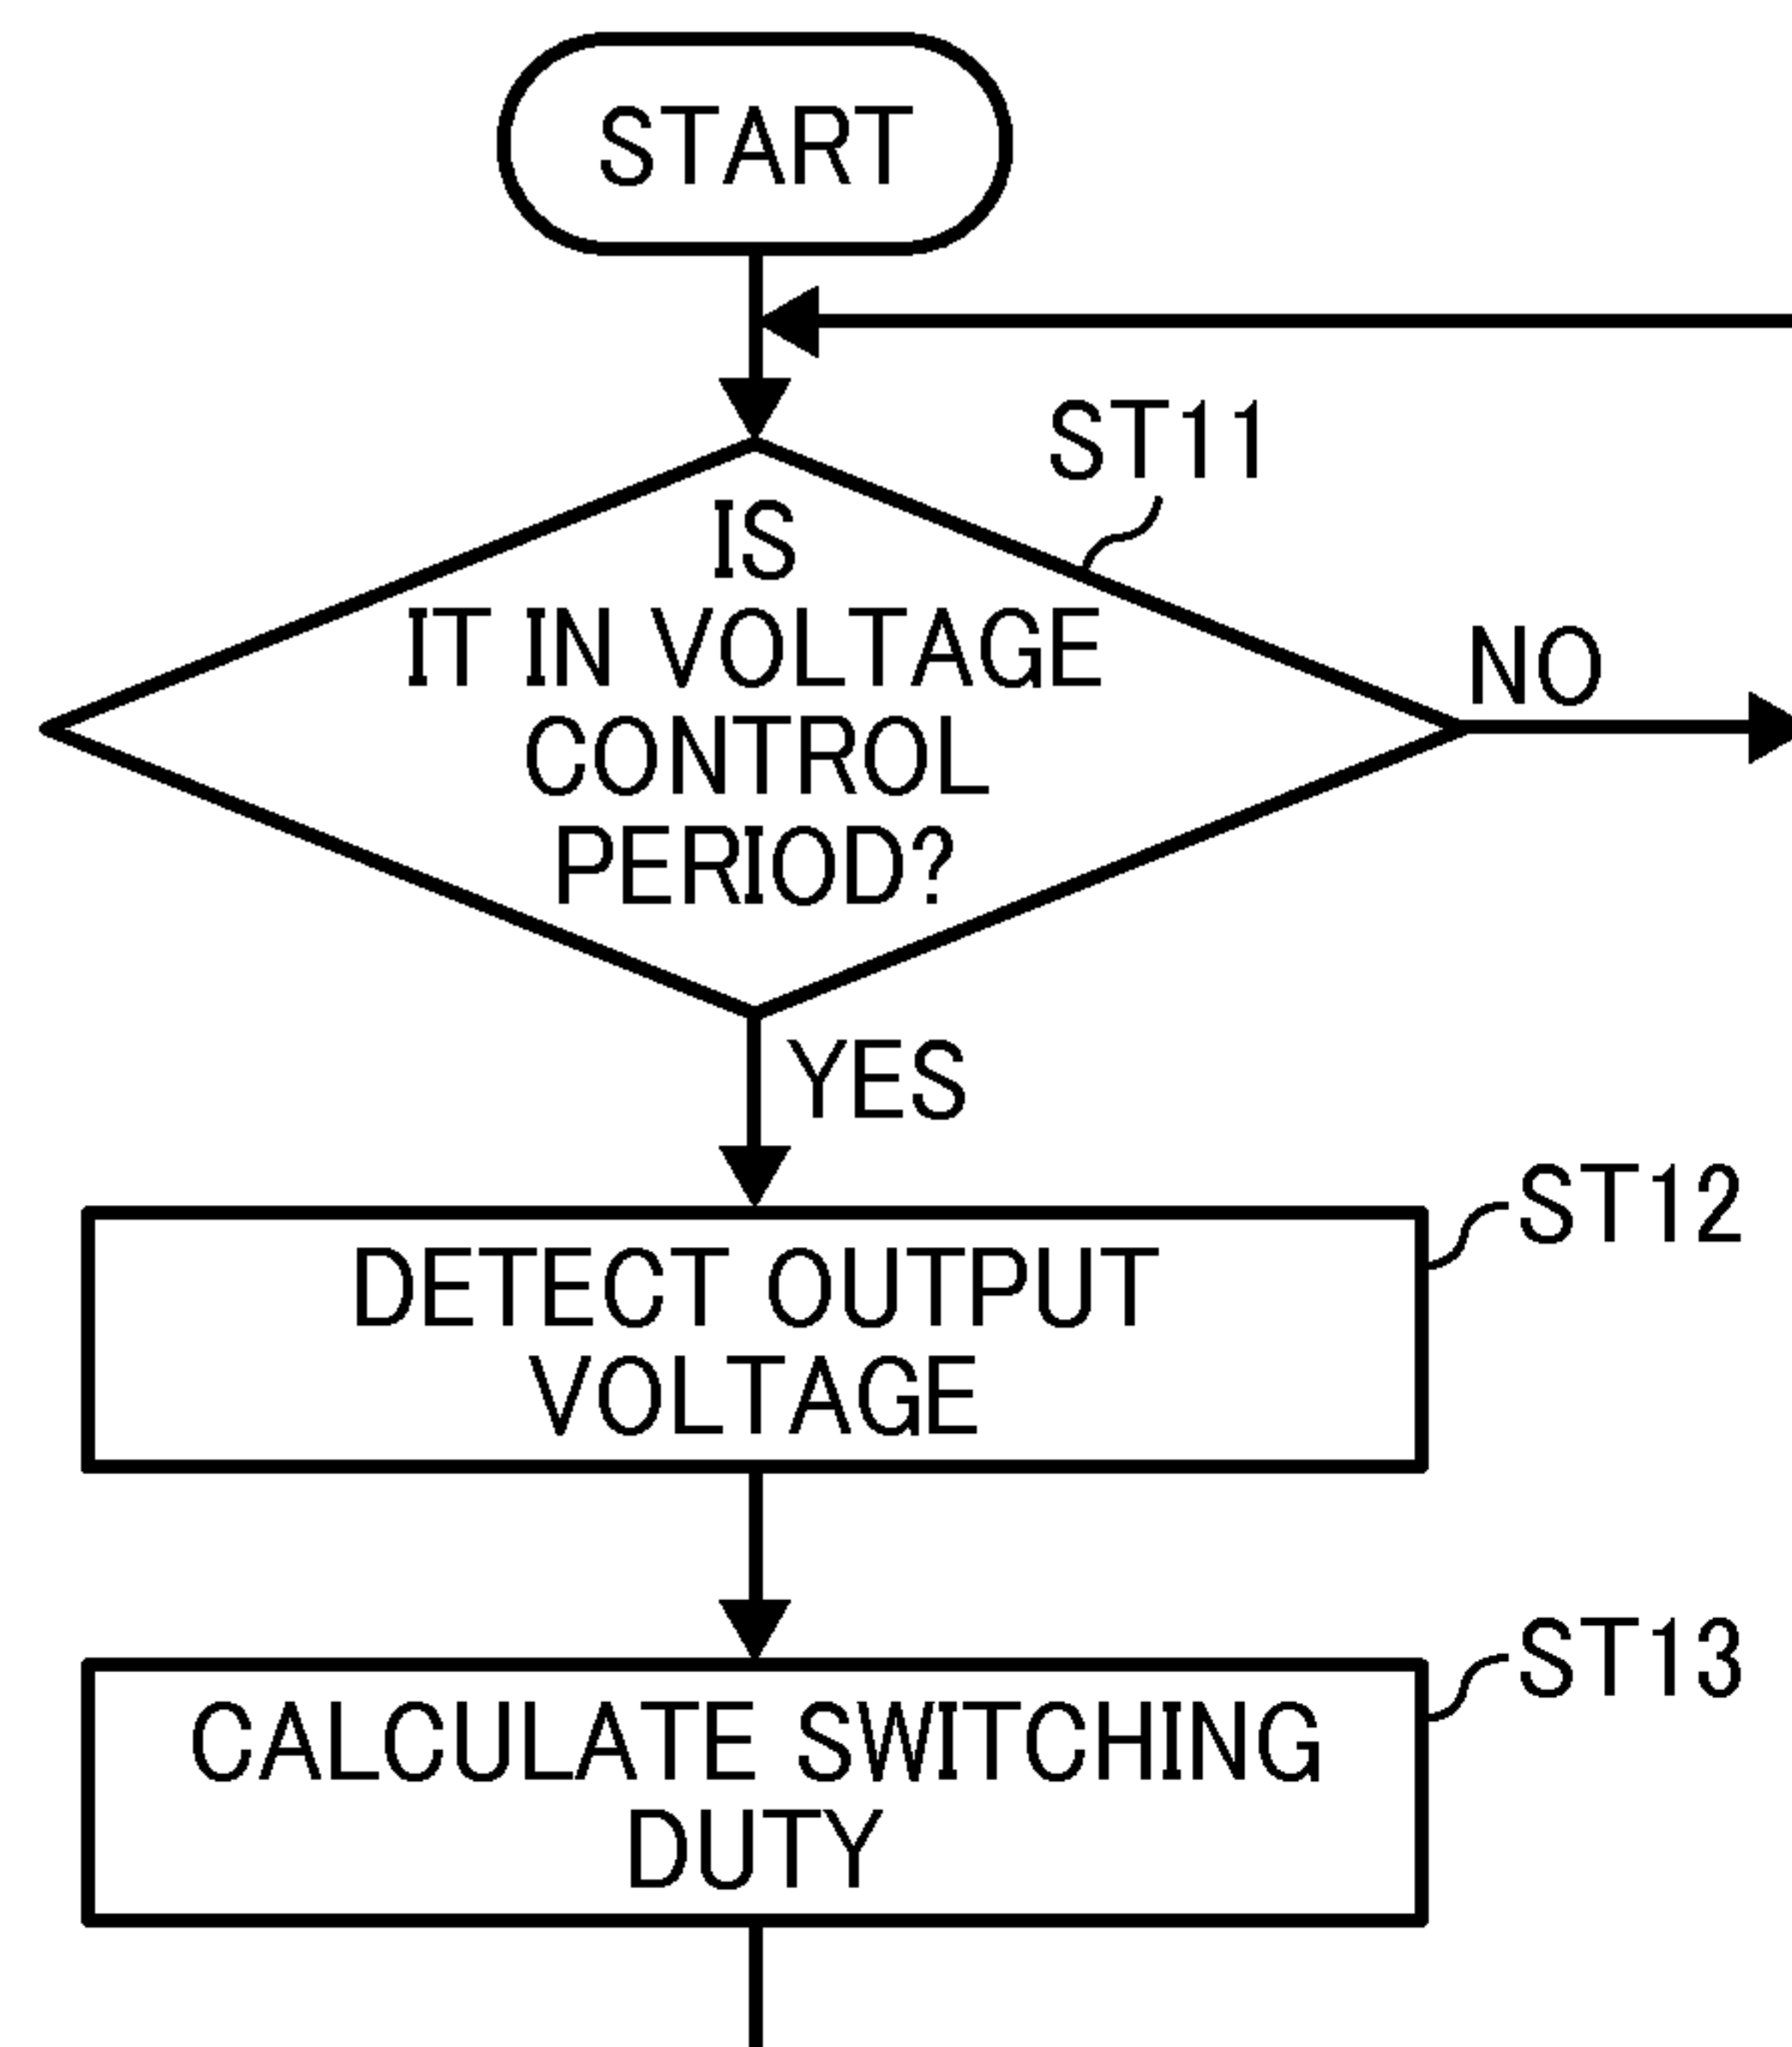 START
ST11
IS
IT IN VOLTAGE
CONTROL
PERIOD?
NO
YES
ST12
DETECT OUTPUT
VOLTAGE
ST13
CALCULATE SWITCHING
DUTY